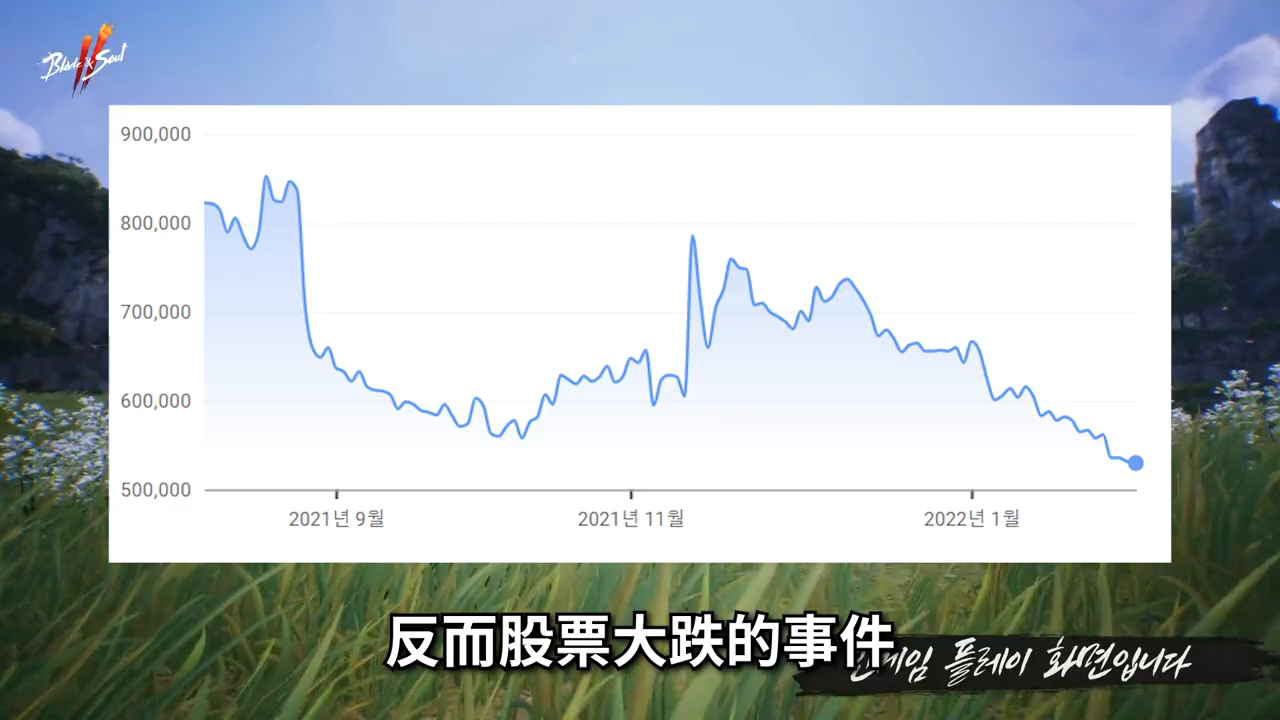 Blade & Soul
II
900,000
800,000
700,000
600,000
500,000
2021년 9월
2021년 11월
2022년 1월
反而股票大跌的事件
인게임 플레이 화면입니다